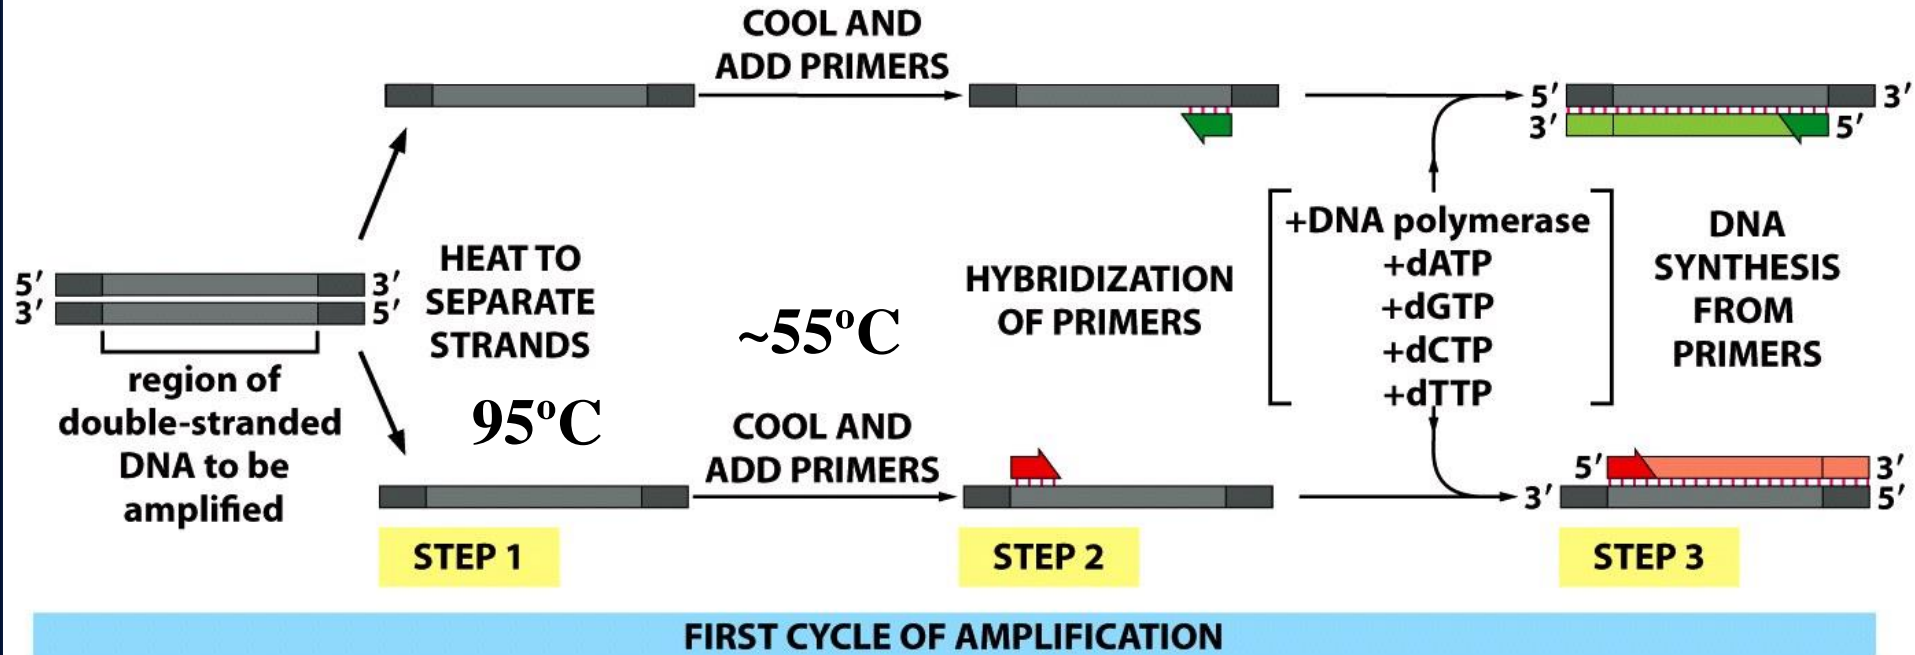 COOL AND
ADD PRIMERS
5′
3′
3′
5′
HEAT TO
SEPARATE
STRANDS
95ºC
~55ºC
HYBRIDIZATION
OF PRIMERS
+DNA polymerase
+dATP
+dGTP
+dCTP
+dTTP
DNA
SYNTHESIS
FROM
PRIMERS
5′ 3′
3′ 5′
region of
double-stranded
DNA to be
amplified
COOL AND
ADD PRIMERS
5′ 3′
3′ 5′
STEP 1
STEP 2
STEP 3
FIRST CYCLE OF AMPLIFICATION